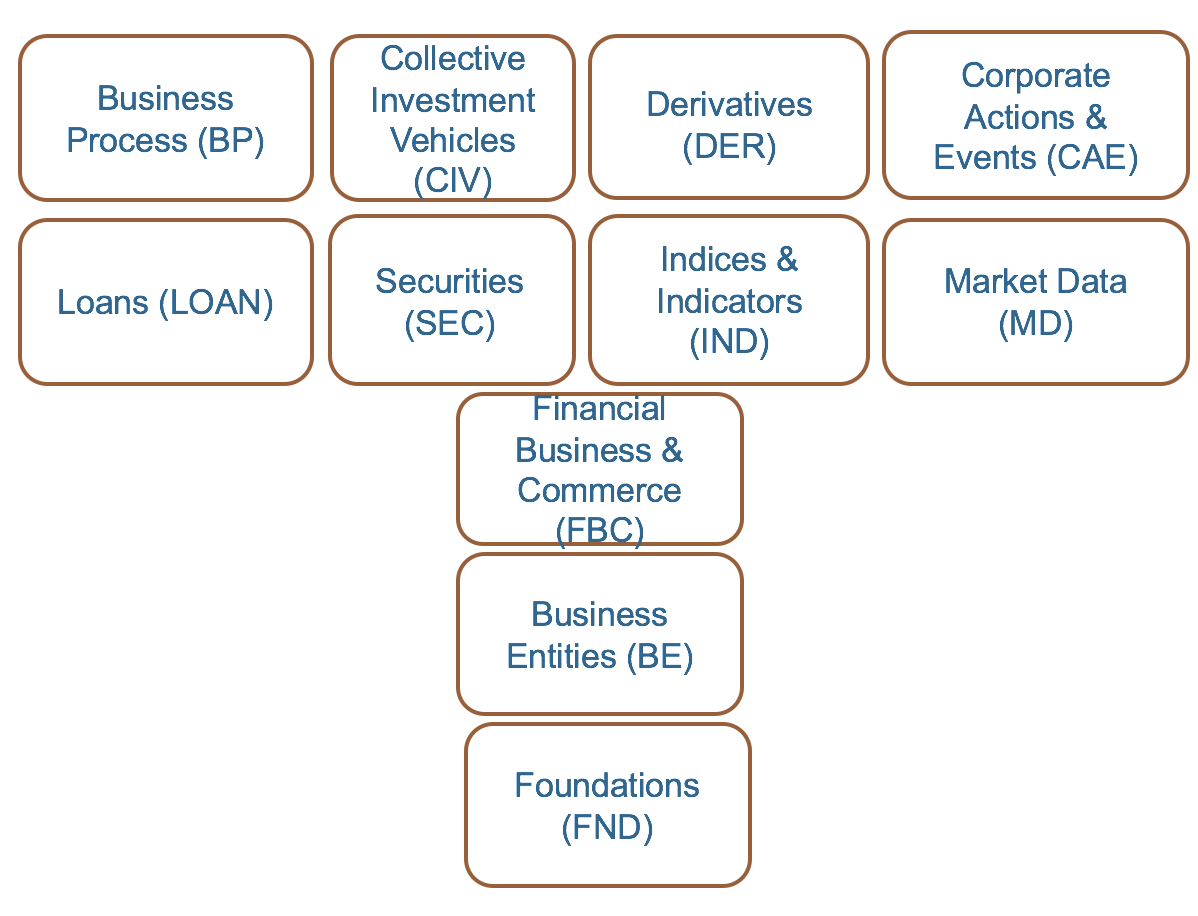 Business
Process (BP)
Collective
Investment
Vehicles
(CIV)
Derivatives
(DER)
Corporate
Actions &
Events (CAE)
Loans (LOAN)
Securities
(SEC)
Indices &
Indicators
(IND)
Market Data
(MD)
Financial
Business &
Commerce
(FBC)
Business
Entities (BE)
Foundations
(FND)